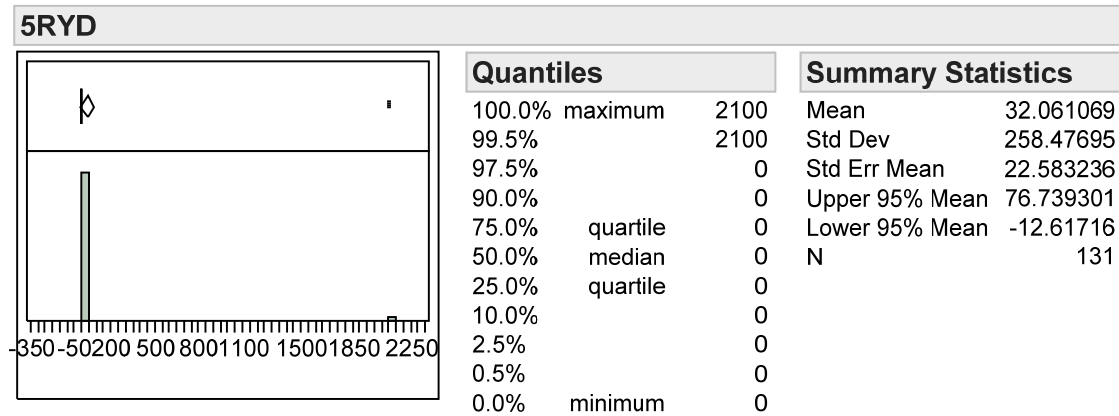 5RYD
-350 -50 200 500 800 1100 1500 1850 2250
Quantiles
100.0% maximum 2100
99.5% 2100
97.5% 0
90.0% 0
75.0% quartile 0
50.0% median 0
25.0% quartile 0
10.0% 0
2.5% 0
0.5% 0
0.0% minimum 0
Summary Statistics
Mean 32.061069
Std Dev 258.47695
Std Err Mean 22.583236
Upper 95% Mean 76.739301
Lower 95% Mean -12.61716
N 131